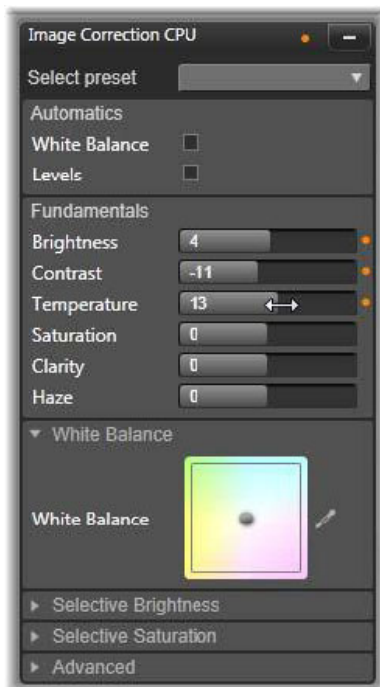 Image Correction CPU
Select preset
Automatics
White Balance
Levels
Fundamentals
Brightness 4
Contrast -11
Temperature 13
Saturation 0
Clarity 0
Haze 0
White Balance
White Balance
Selective Brightness
Selective Saturation
Advanced